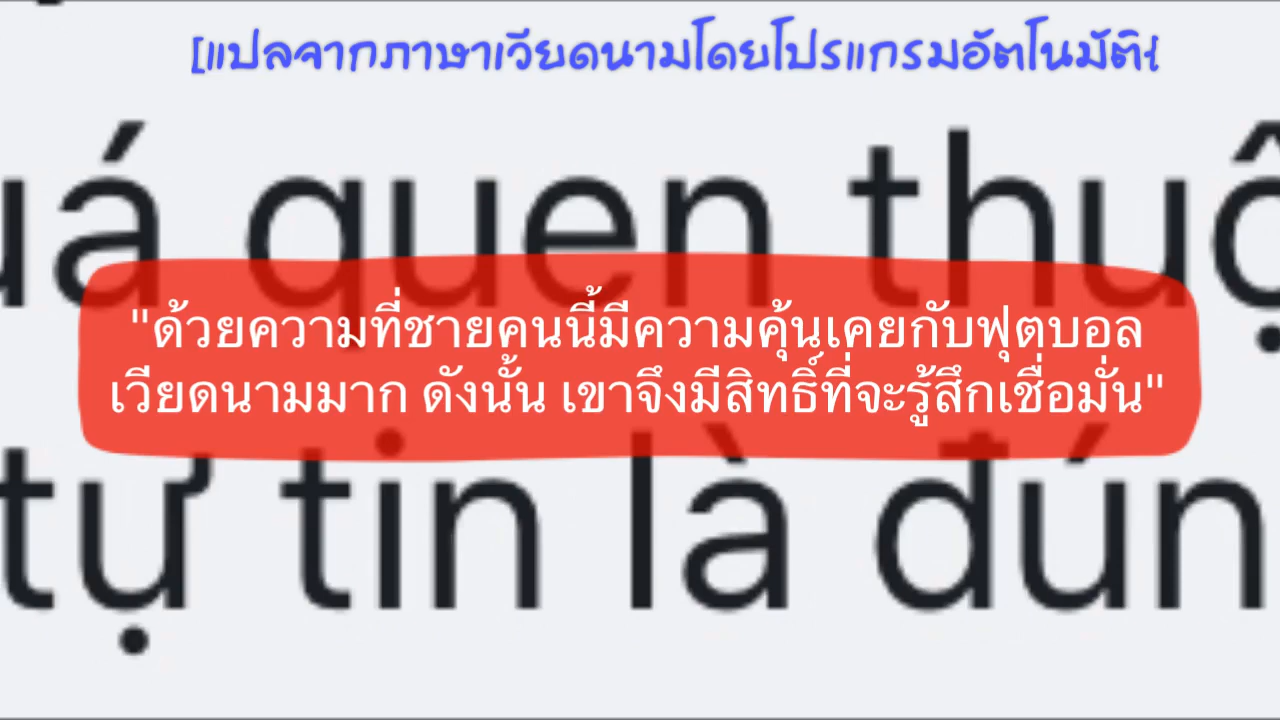 [แปลจากภาษาเวียดนามโดยโปรแกรมอัตโนมัติ{
quá quen thuộ
"ด้วยความที่ชายคนนี้มีความคุ้นเคยกับฟุตบอล
เวียดนามมาก ดังนั้น เขาจึงมีสิทธิ์ที่จะรู้สึกเชื่อมั่น"
tự tin là đún